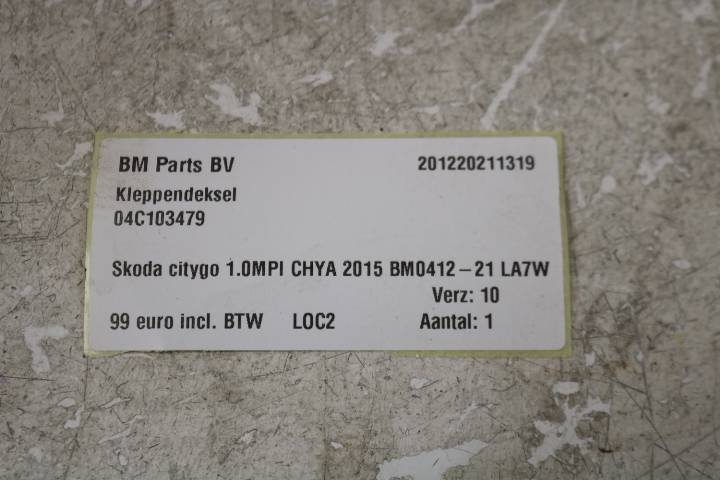 BM Parts BV 201220211319
Kleppendeksel
04C103479
Skoda citygo 1.0MPI CHYA 2015 BM0412-21 LA7W
Verz: 10
99 euro incl. BTW LOC2 Aantal: 1